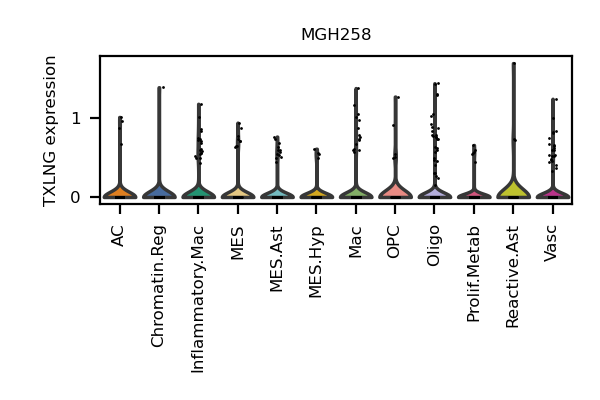 MGH258
TXLNG expression
1
0
AC
Chromatin.Reg
Inflammatory.Mac
MES
MES.Ast
MES.Hyp
Mac
OPC
Oligo
Prolif.Metab
Reactive.Ast
Vasc